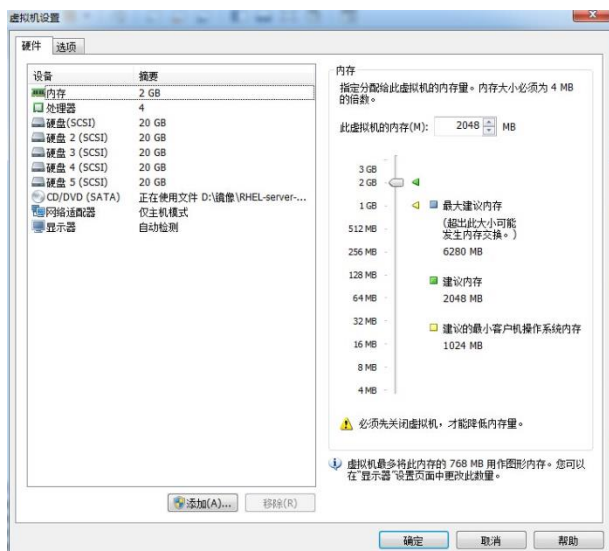 虚拟机设置
硬件 选项
设备 摘要
内存 2 GB
处理器 4
硬盘(SCSI) 20 GB
硬盘 2 (SCSI) 20 GB
硬盘 3 (SCSI) 20 GB
硬盘 4 (SCSI) 20 GB
硬盘 5 (SCSI) 20 GB
CD/DVD (SATA) 正在使用文件 D:\镜像\RHEL-server-...
网络适配器 仅主机模式
显示器 自动检测
添加(A)... 移除(R)
内存
指定分配给此虚拟机的内存量。内存大小必须为 4 MB
的倍数。
此虚拟机的内存(M): 2048 MB
3 GB
2 GB
1 GB
512 MB
256 MB
128 MB
64 MB
32 MB
16 MB
8 MB
4 MB
最大建议内存
(超出此大小可能
发生内存交换。)
6280 MB
建议内存
2048 MB
建议的最小客户机操作系统内存
1024 MB
必须先关闭虚拟机，才能降低内存量。
虚拟机最多将此内存的 768 MB 用作图形内存。您可以
在"显示器"设置页面中更改此数量。
确定 取消 帮助